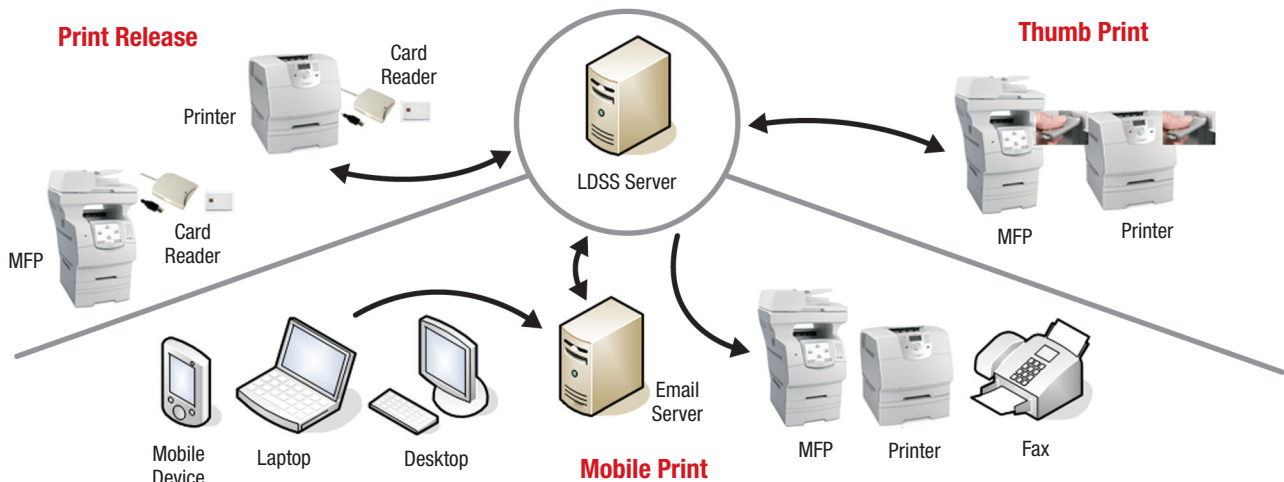 Print Release
Card
Reader
Printer
Card
Reader
MFP
LDSS Server
Thumb Print
MFP
Printer
Mobile
Device
Laptop
Desktop
Email
Server
Mobile Print
MFP
Printer
Fax